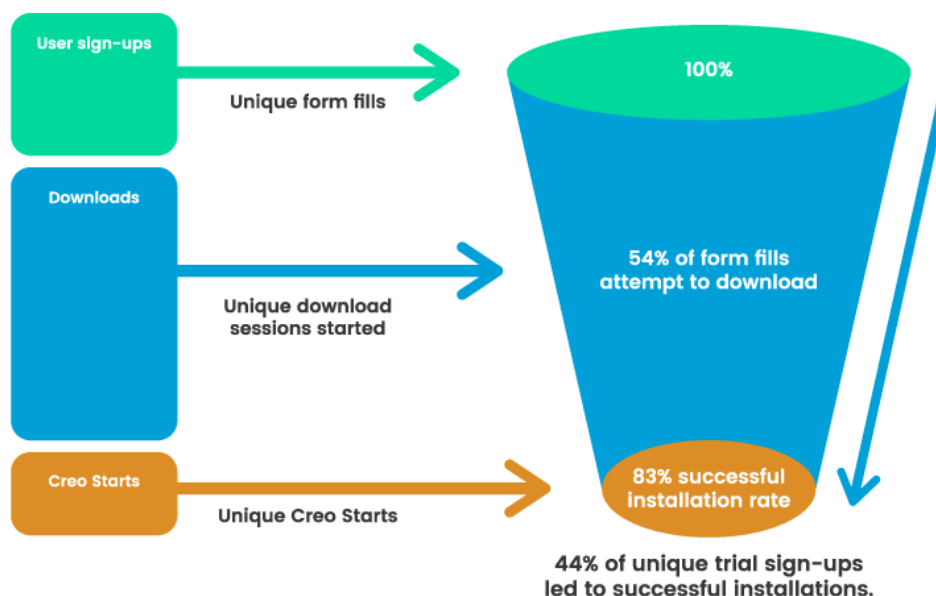 User sign-ups
Unique form fills
100%
Downloads
Unique download
sessions started
54% of form fills
attempt to download
Creo Starts
Unique Creo Starts
83% successful
installation rate
44% of unique trial sign-ups
led to successful installations.